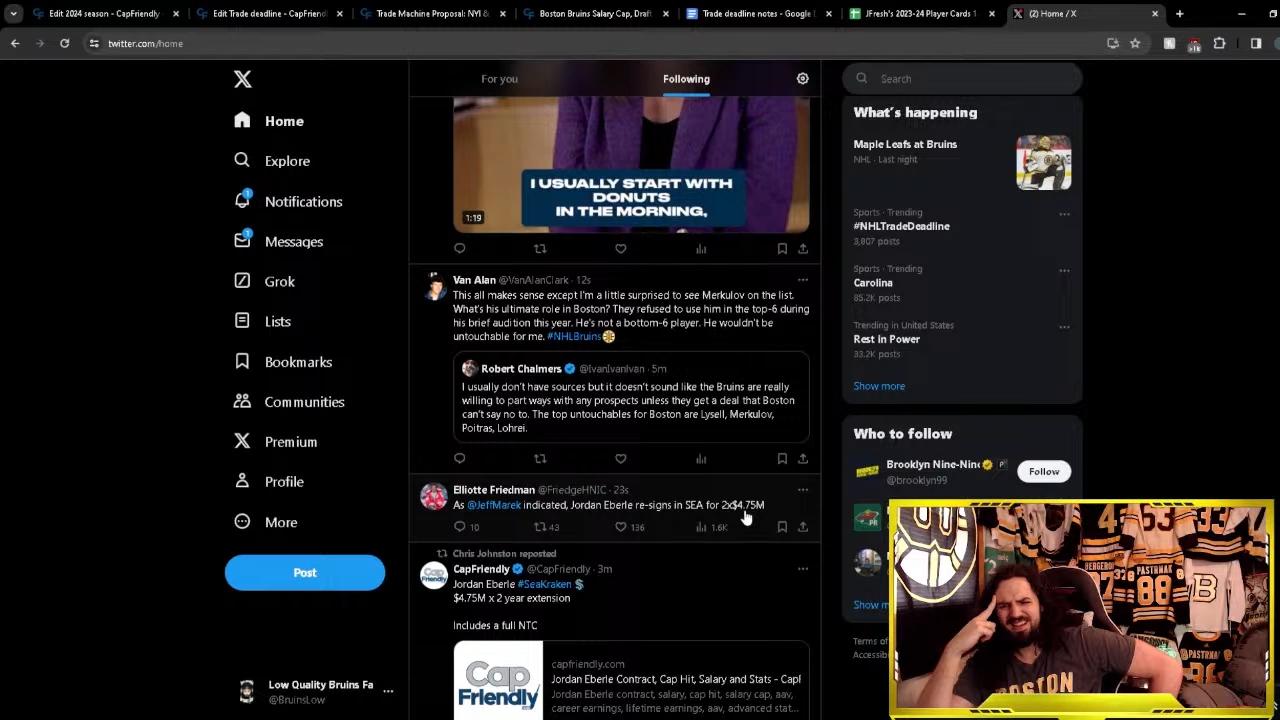 Edit 2024 season - CapFriendly
Edit Trade deadline - CapFriend
Trade Machine Proposal: NYI &
Boston Bruins Salary Cap, Draft
Trade deadline notes - Google
JFresh's 2023-24 Player Cards 1
(2) Home / X
twitter.com/home
Home
Explore
1
Notifications
1
Messages
Grok
Lists
Bookmarks
Communities
Premium
Profile
More
Post
Low Quality Bruins Fa
@BruinsLow
For you
Following
I USUALLY START WITH
DONUTS
IN THE MORNING,
1:19
Van Alan @VanAlanClark · 12s
This all makes sense except I'm a little surprised to see Merkulov on the list.
What's his ultimate role in Boston? They refused to use him in the top-6 during
his brief audition this year. He's not a bottom-6 player. He wouldn't be
untouchable for me. #NHLBruins
Robert Chalmers @IvanIvanIvan · 5m
I usually don't have sources but it doesn't sound like the Bruins are really
willing to part ways with any prospects unless they get a deal that Boston
can't say no to. The top untouchables for Boston are Lysell, Merkulov,
Poitras, Lohrei.
Elliotte Friedman @FriedgeHNIC · 23s
As @JeffMarek indicated, Jordan Eberle re-signs in SEA for 2x$4.75M
10 43 136 1.6K
Chris Johnston reposted
CapFriendly @CapFriendly · 3m
Jordan Eberle #SeaKraken
$4.75M x 2 year extension
Includes a full NTC
Cap
Friendly
capfriendly.com
Jordan Eberle Contract, Cap Hit, Salary and Stats - CapF
Jordan Eberle contract, salary, cap hit, salary cap, aav,
career earnings, lifetime earnings, aav, advanced stat...
Search
What's happening
Maple Leafs at Bruins
NHL · Last night
Sports · Trending
#NHLTradeDeadline
3,807 posts
Sports · Trending
Carolina
85.2K posts
Trending in United States
Rest in Power
33.2K posts
Show more
Who to follow
Brooklyn Nine-Nine
@brooklyn99
Follow
Show m
Terms of
Accessib
BERGERON
37
PASTRNAK
88
33
B
PASTRNAK
BOSTON